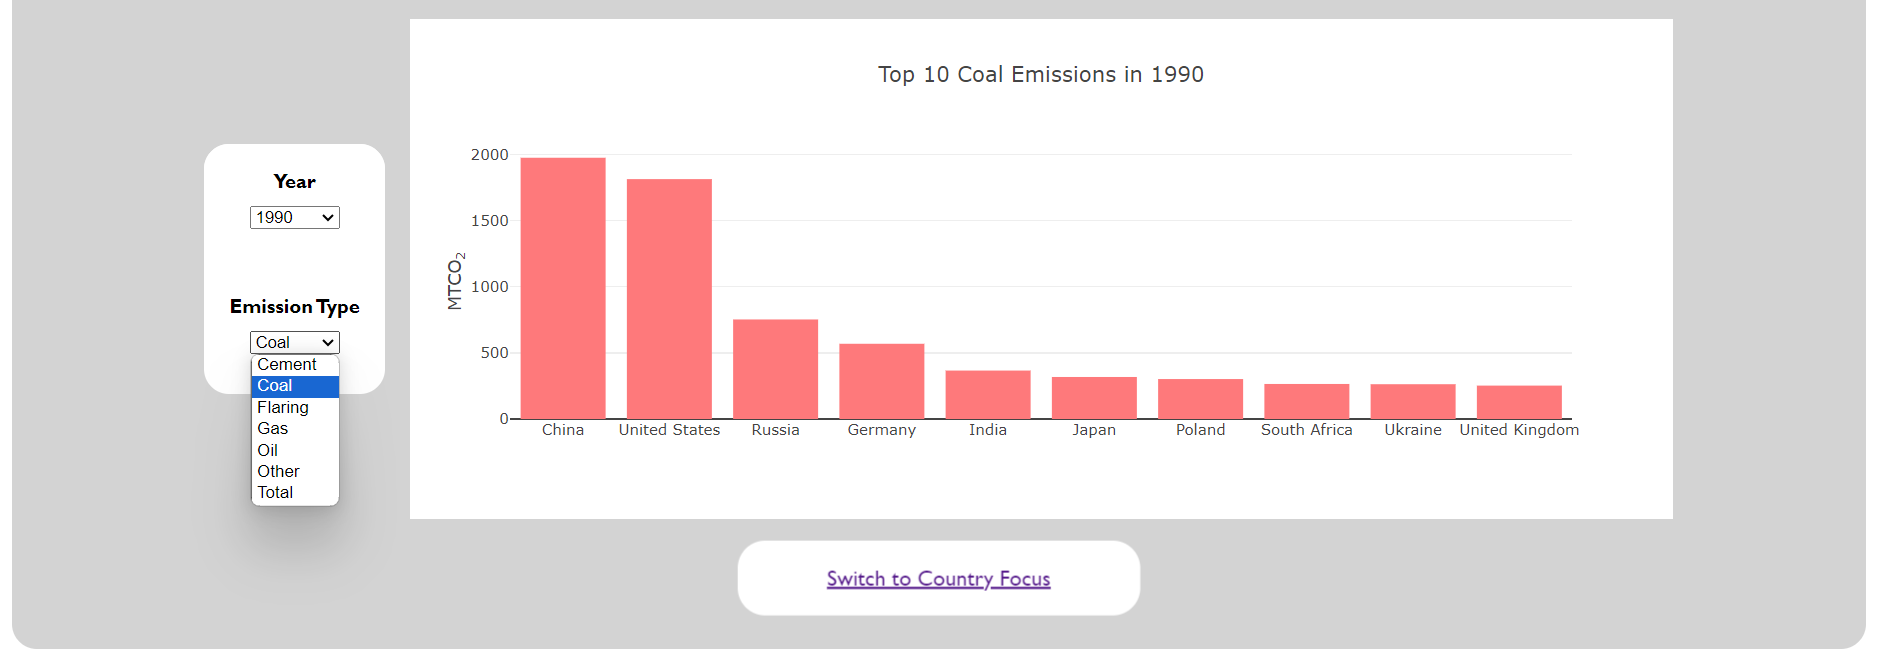 Top 10 Coal Emissions in 1990
Year
1990
Emission Type
Coal
Cement
Coal
Flaring
Gas
Oil
Other
Total
MTCO₂
2000
1500
1000
500
0
China United States Russia Germany India Japan Poland South Africa Ukraine United Kingdom
Switch to Country Focus